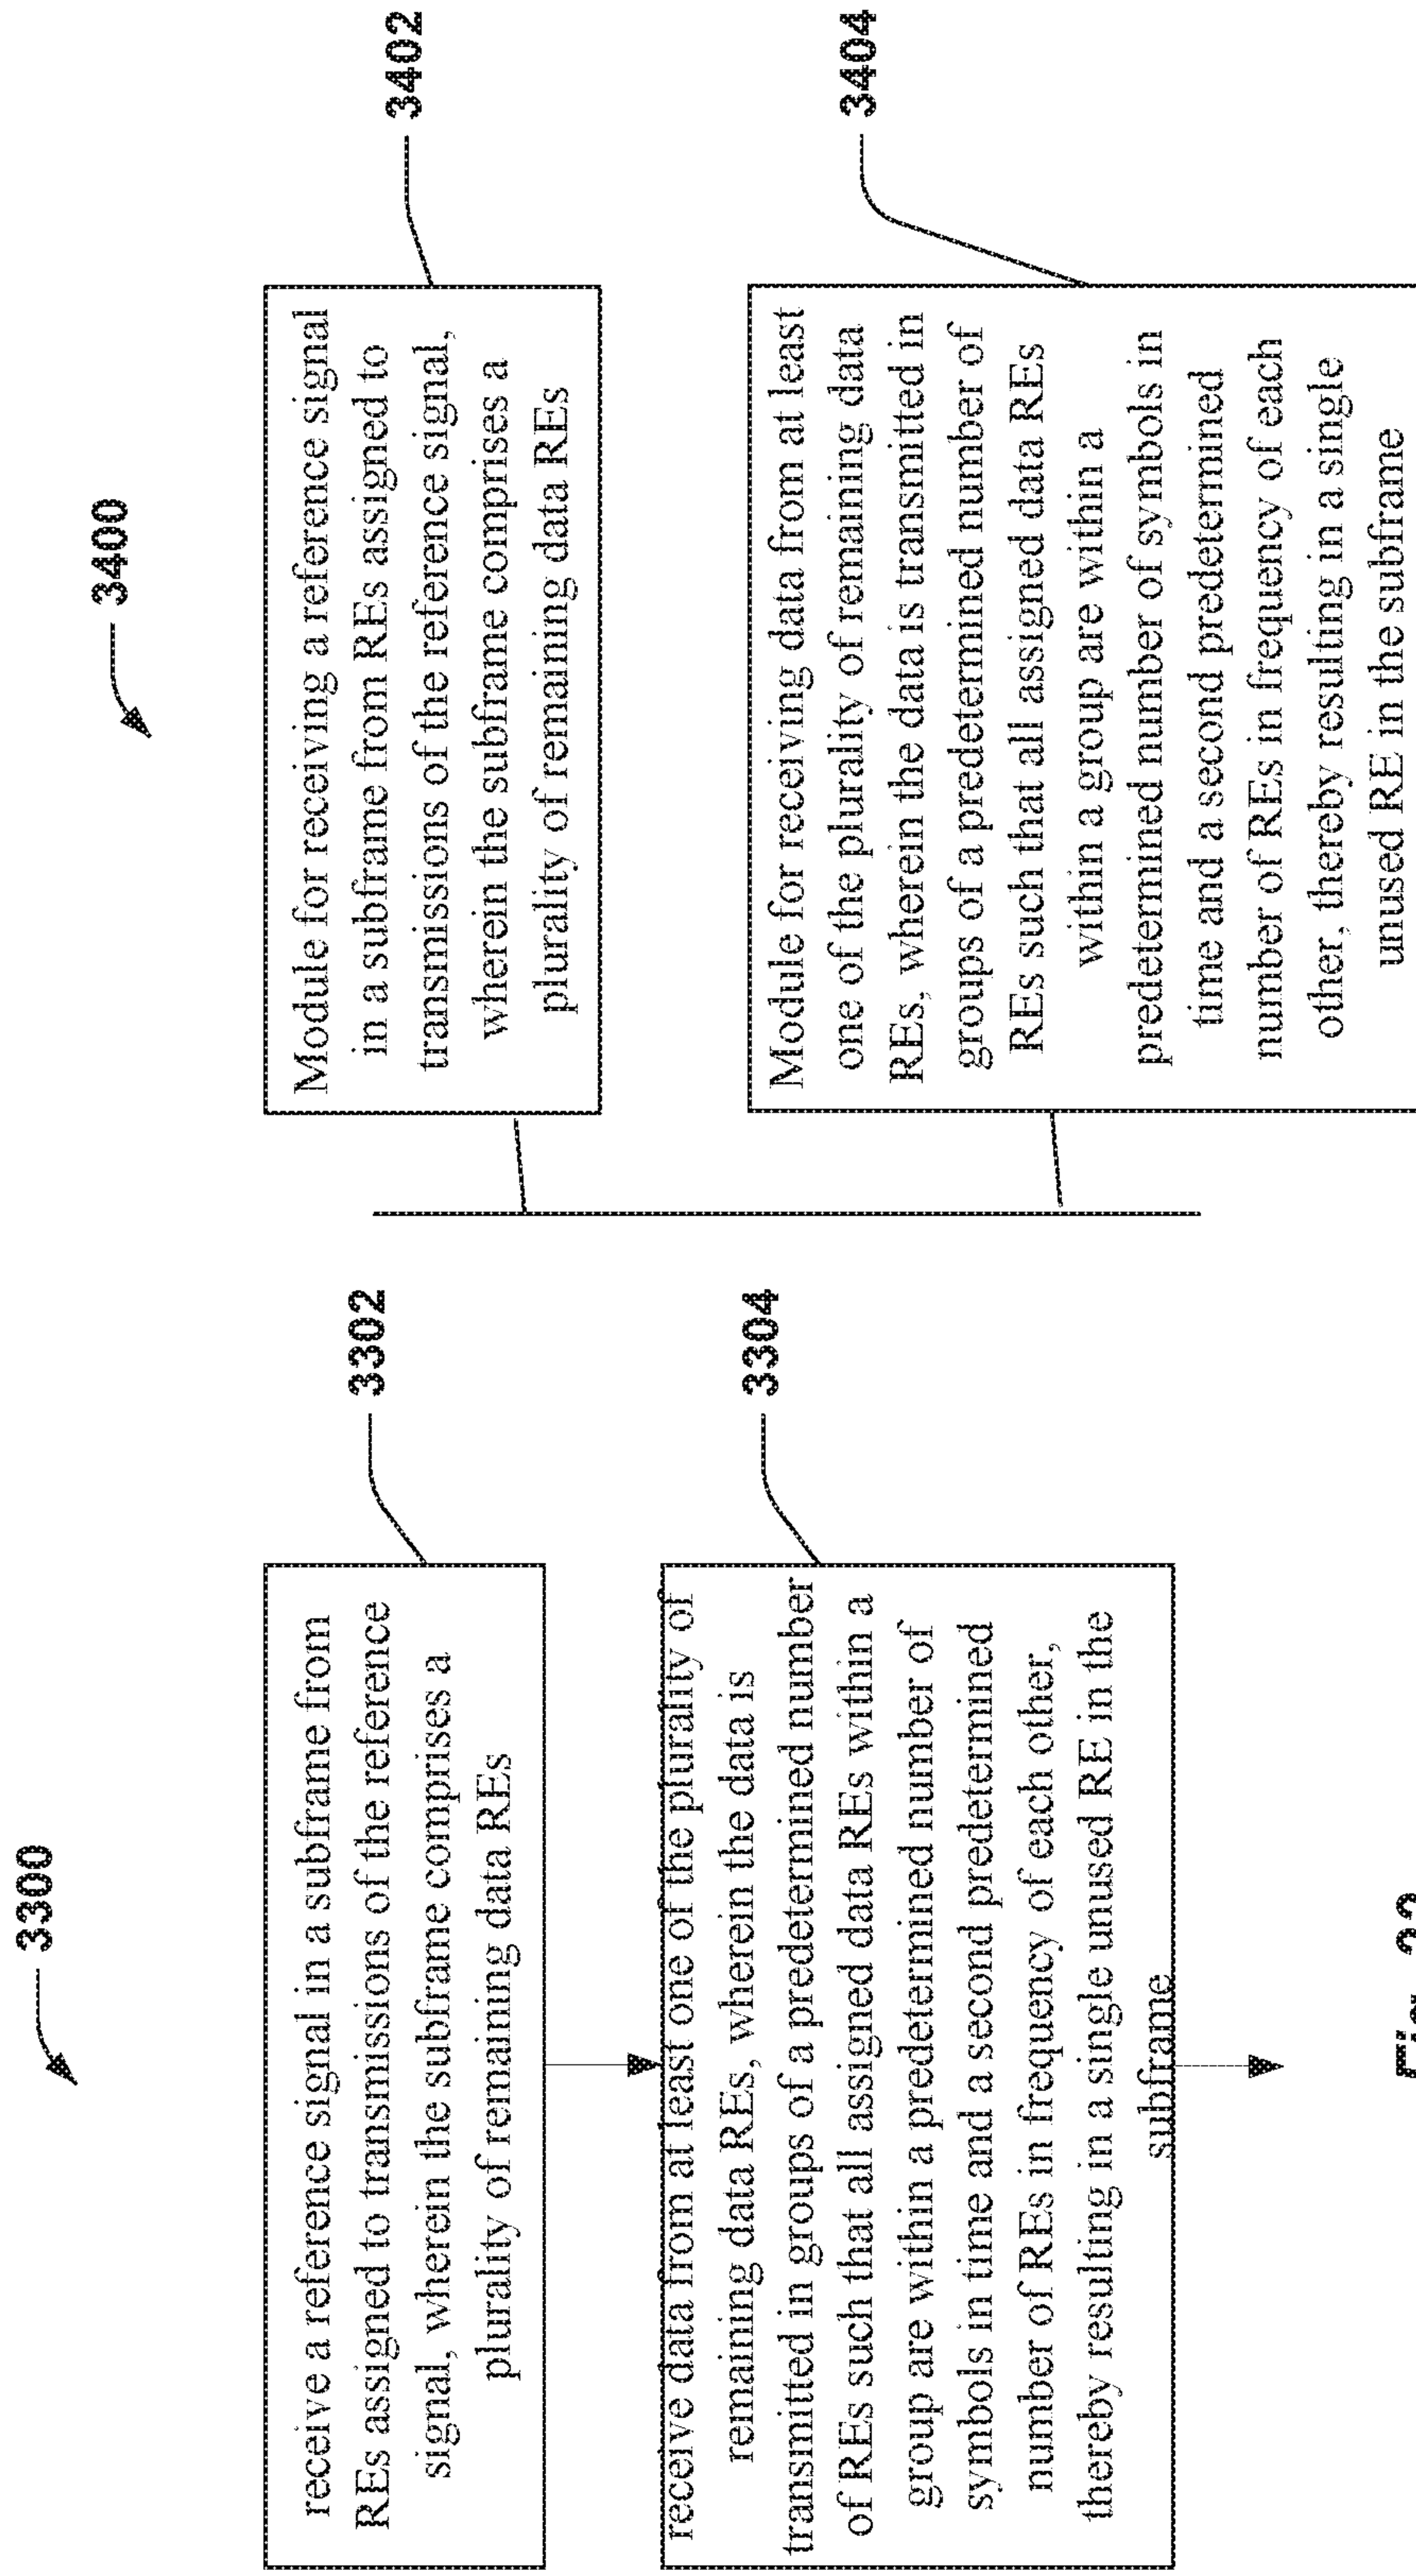 3300
receive a reference signal in a subframe from
REs assigned to transmissions of the reference
signal, wherein the subframe comprises a
plurality of remaining data REs
3302
receive data from at least one of the plurality of
remaining data REs, wherein the data is
transmitted in groups of a predetermined number
of REs such that all assigned data REs within a
group are within a predetermined number of
symbols in time and a second predetermined
number of REs in frequency of each other,
thereby resulting in a single unused RE in the
subframe
3304
3400
Module for receiving a reference signal
in a subframe from REs assigned to
transmissions of the reference signal,
wherein the subframe comprises a
plurality of remaining data REs
3402
Module for receiving data from at least
one of the plurality of remaining data
REs, wherein the data is transmitted in
groups of a predetermined number of
REs such that all assigned data REs
within a group are within a
predetermined number of symbols in
time and a second predetermined
number of REs in frequency of each
other, thereby resulting in a single
unused RE in the subframe
3404